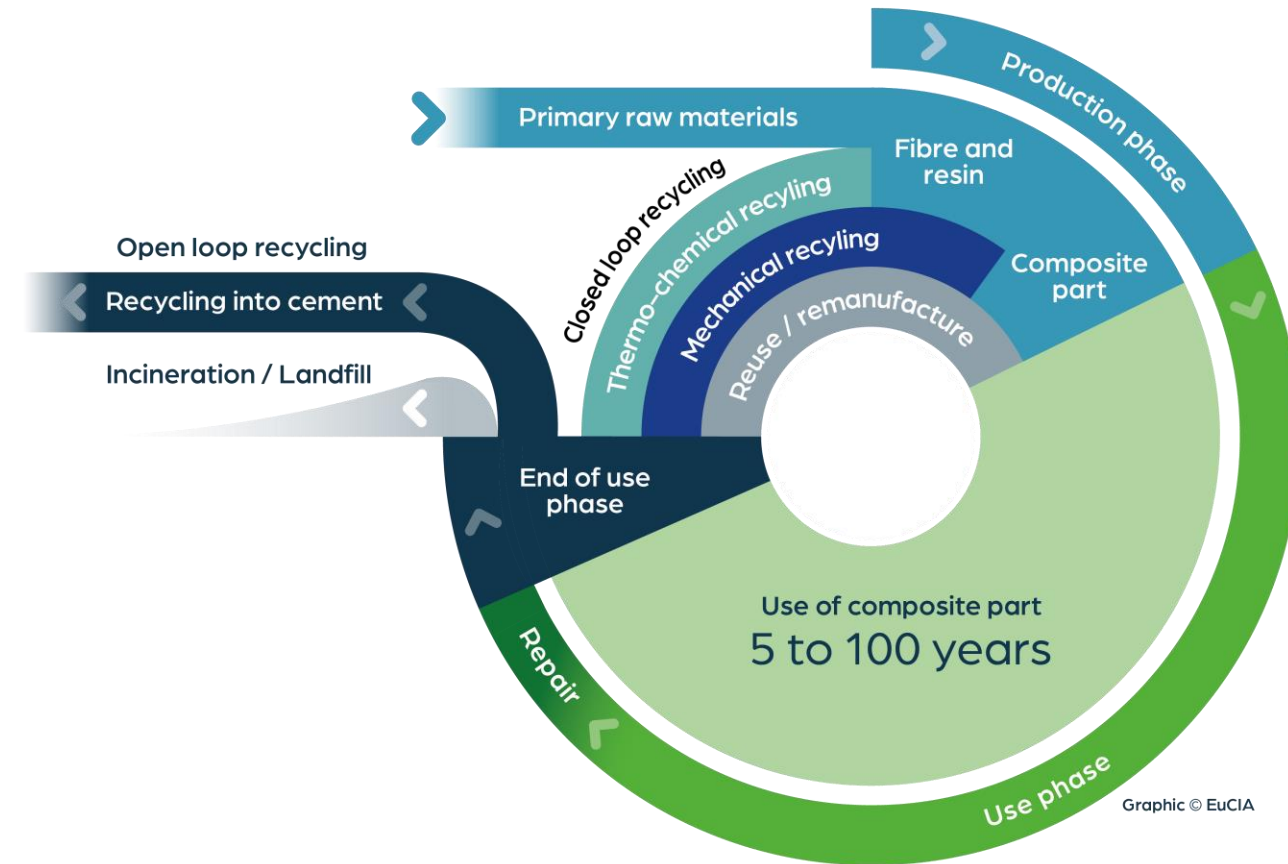 Production phase
Primary raw materials
Fibre and
resin
Closed loop recycling
Thermo-chemical recyling
Mechanical recyling
Reuse / remanufacture
Composite
part
Open loop recycling
Recycling into cement
Incineration / Landfill
End of use
phase
Use of composite part
5 to 100 years
Repair
Use phase
Graphic © EuCIA